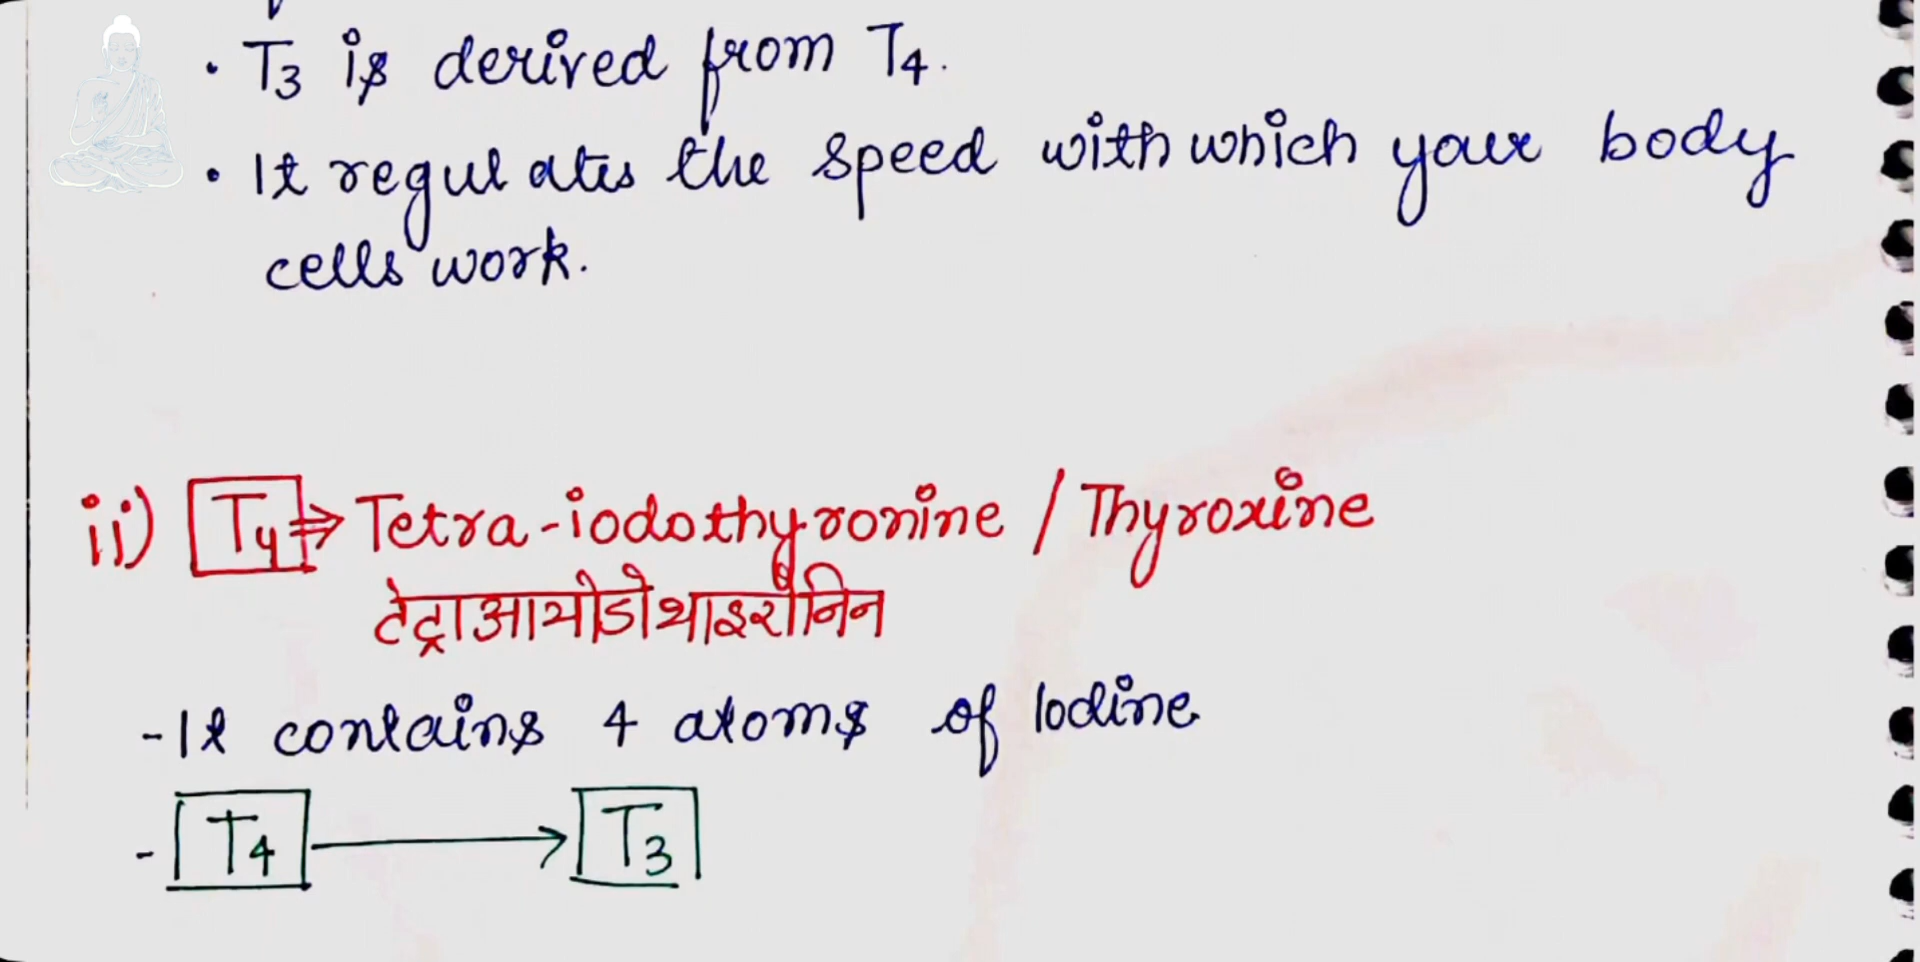 • T3 is derived from T4.
• It regulates the speed with which your body
cells work.
ii) T4 ⇒ Tetra-iodothyronine / Thyroxine
टेट्राआयोडोथाइरोनिन
- It contains 4 atoms of Iodine
- T4 → T3